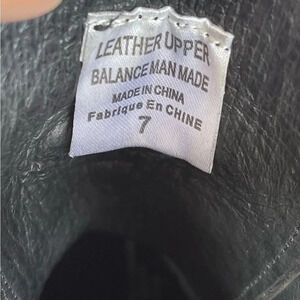 LEATHER UPPER
BALANCE MAN MADE
MADE IN CHINA
Fabrique En CHINE
7